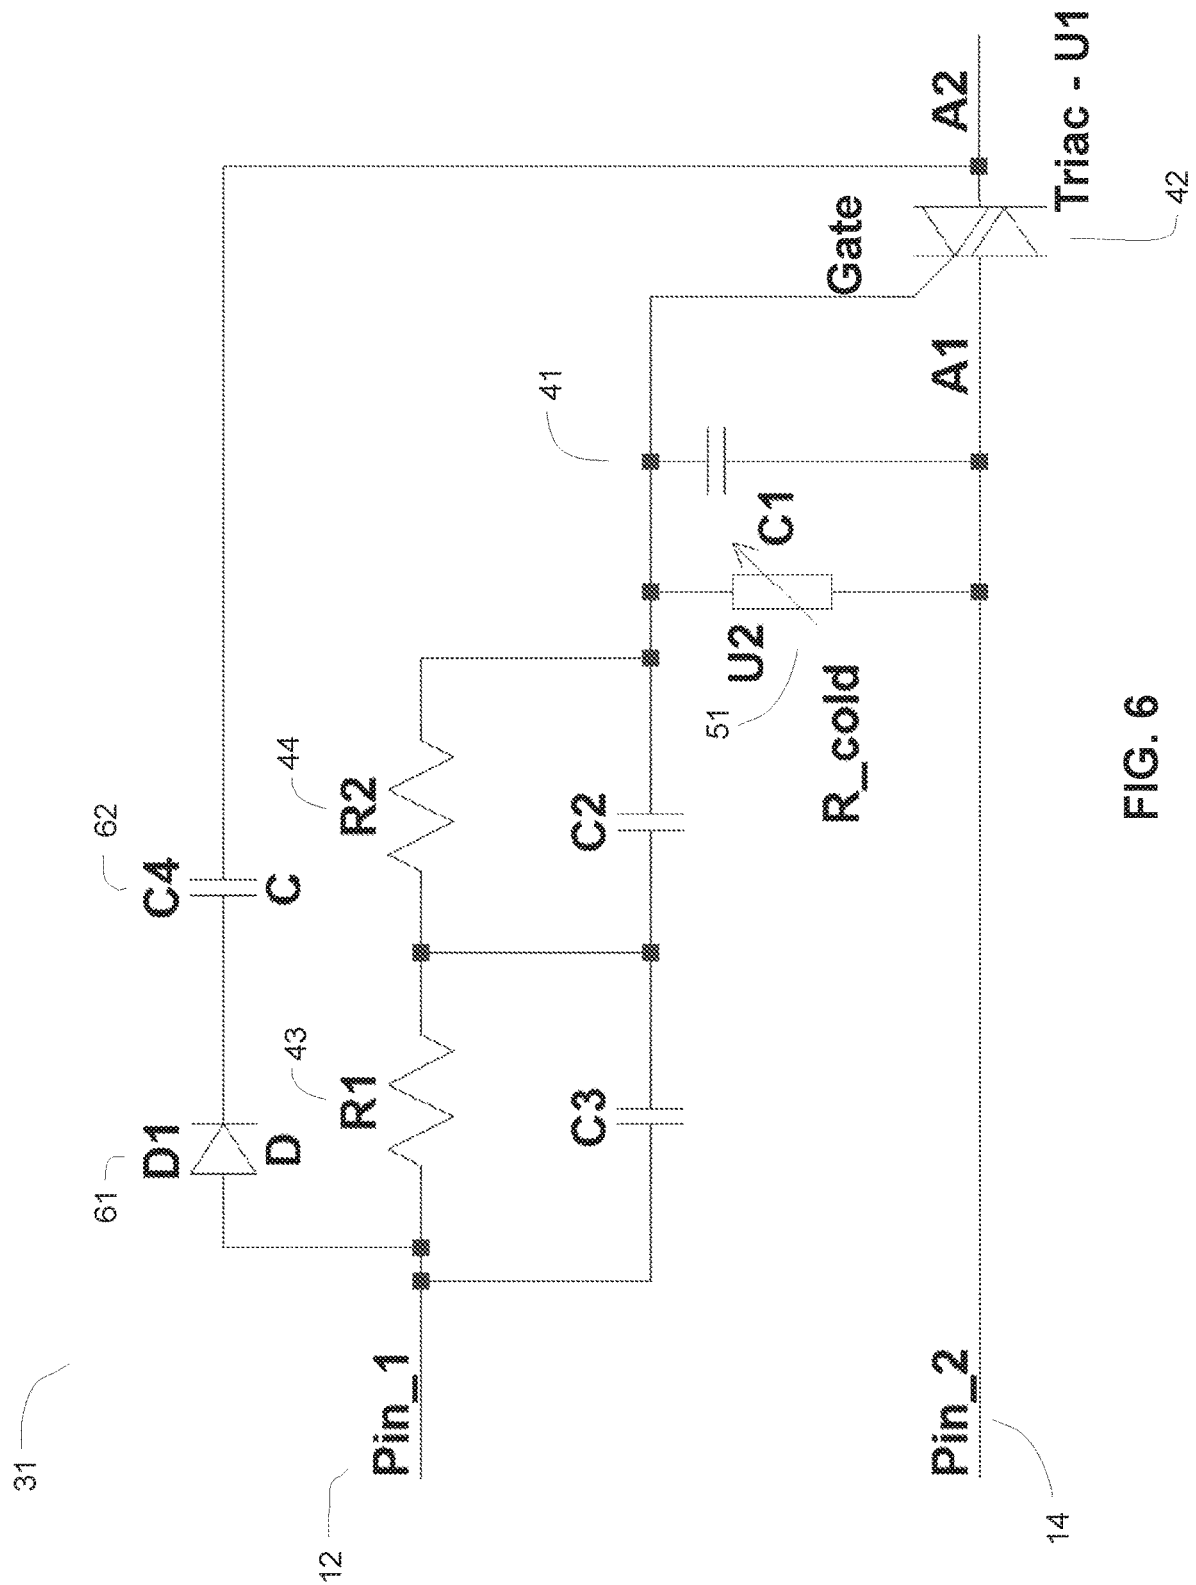 31
61
D1
D
62
C4
C
12
Pin_1
43
R1
44
R2
C3
C2
41
51
U2
R_cold
C1
Gate
14
Pin_2
A1
A2
42
Triac - U1
FIG. 6